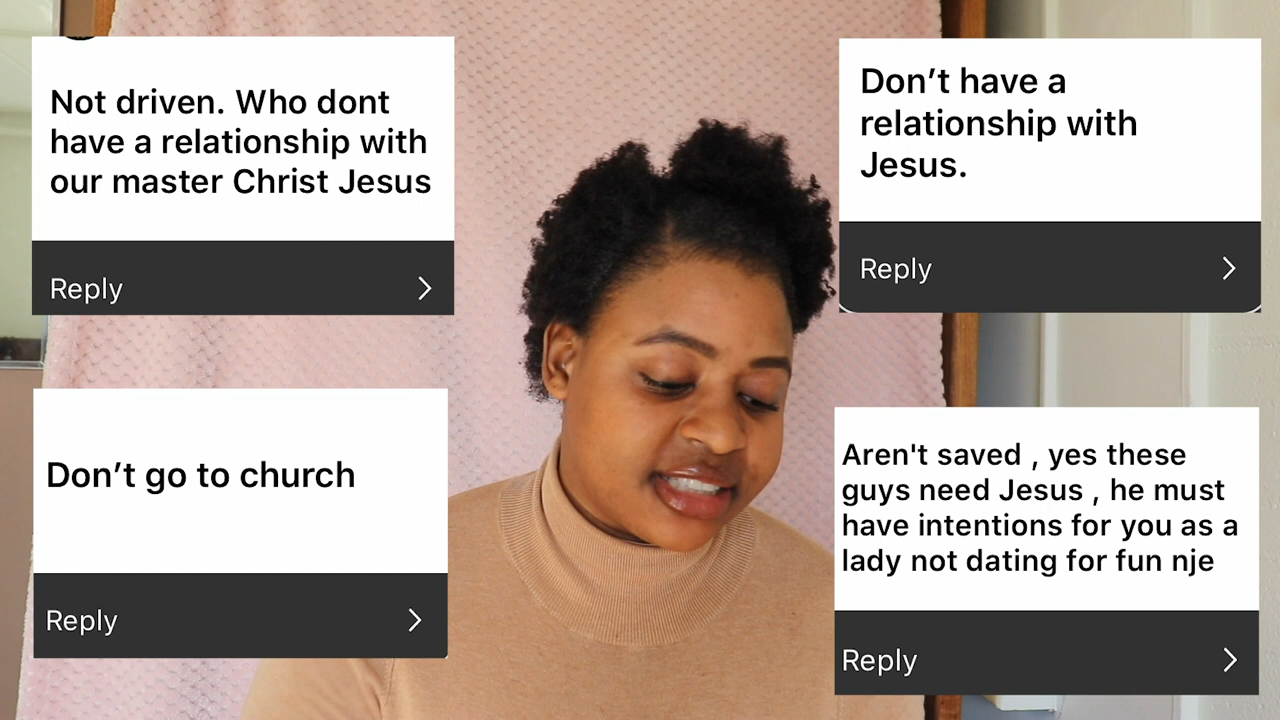 Not driven. Who dont
have a relationship with
our master Christ Jesus
Reply
Don’t have a
relationship with
Jesus.
Reply
Don’t go to church
Reply
Aren't saved , yes these
guys need Jesus , he must
have intentions for you as a
lady not dating for fun nje
Reply